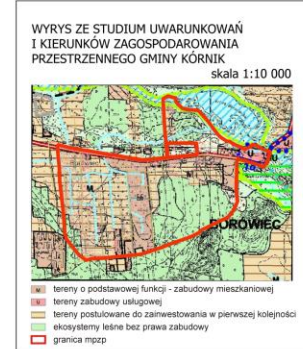 WYRYS ZE STUDIUM UWARUNKOWAŃ
I KIERUNKÓW ZAGOSPODAROWANIA
PRZESTRZENNEGO GMINY KÓRNIK
skala 1:10 000
U
M
BOROWIEC
M tereny o podstawowej funkcji - zabudowy mieszkaniowej
tereny zabudowy usługowej
tereny postulowane do zainwestowania w pierwszej kolejności
ekosystemy leśne bez prawa zabudowy
granica mpzp